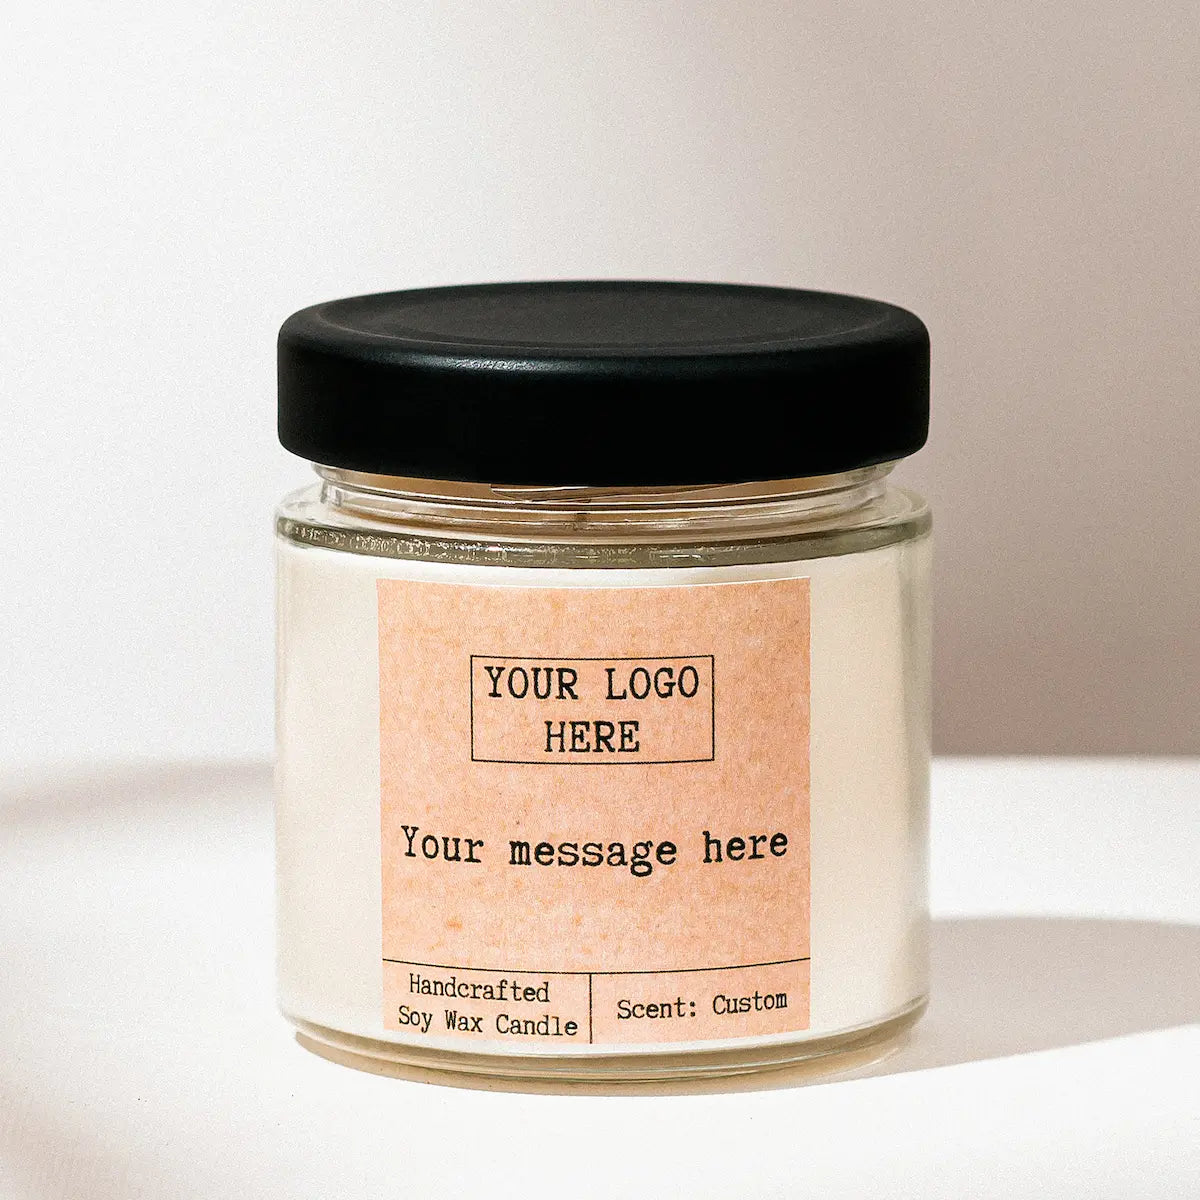 YOUR LOGO
HERE
Your message here
Handcrafted
Soy Wax Candle
Scent: Custom